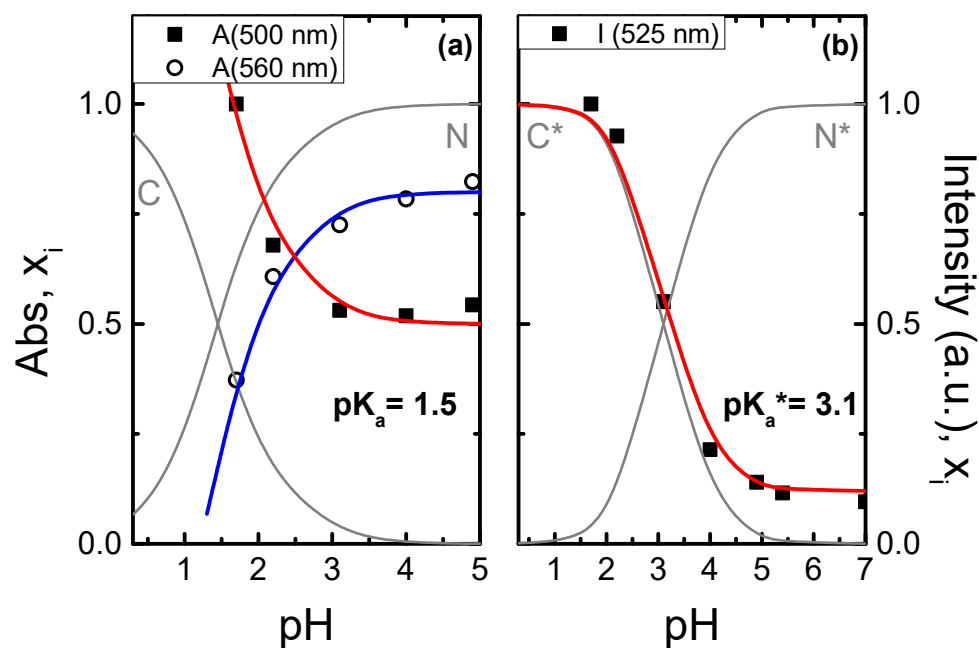 A(500 nm)
A(560 nm)
(a)
I (525 nm)
(b)
1.0
0.5
0.0
C
N
C*
N*
1.0
0.5
0.0
Abs, xᵢ
Intensity (a.u.), xᵢ
pKₐ= 1.5
pKₐ*= 3.1
1 2 3 4 5
1 2 3 4 5 6 7
pH
pH